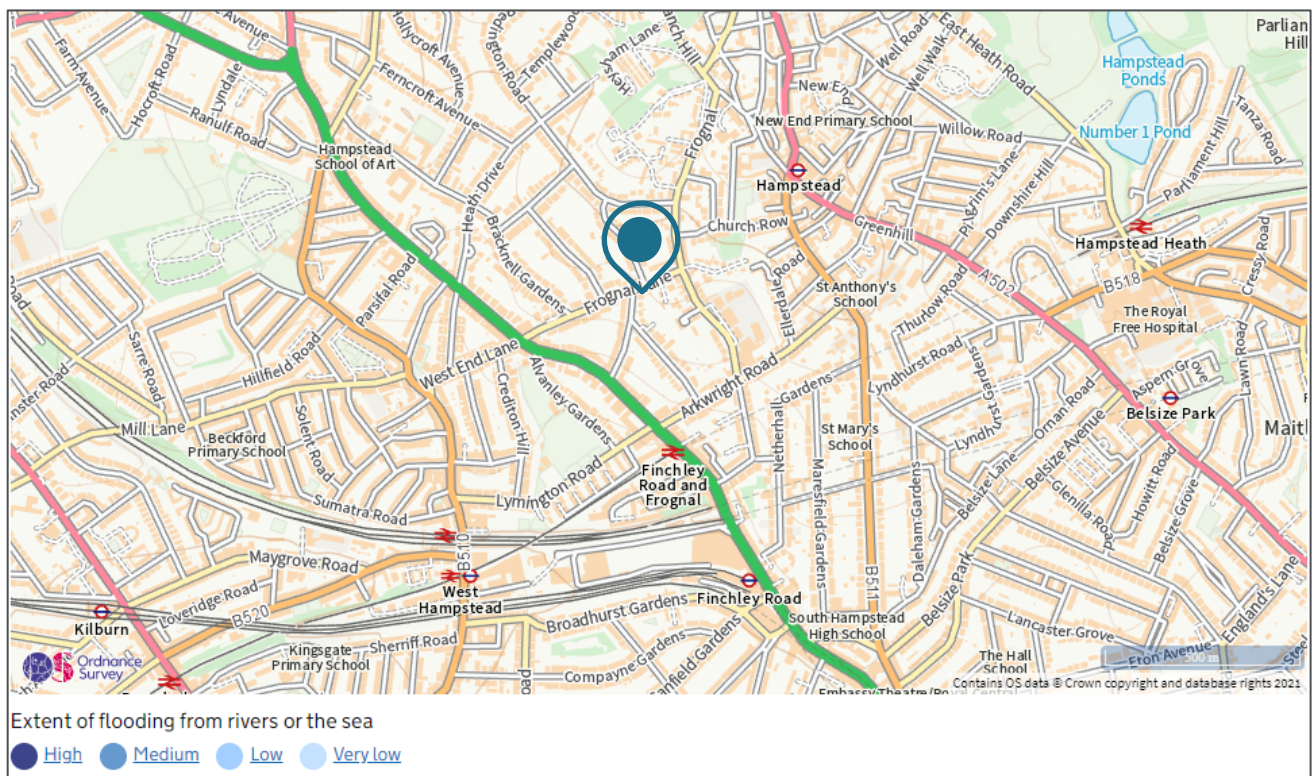 Parlian
Hill
Farm Avenue
Hocroft Road
Lyndale
Avenue
Hollycroft Avenue
Templewood
Branch Hill
Well Road
Well Walk
East Heath Road
Hampstead
Ponds
Ranulf Road
Ferncroft Avenue
New End
New End Primary School
Willow Road
Number 1 Pond
Tanza Road
Parliament Hill
Hampstead
School of Art
Heath Drive
Frognal
Hampstead
Pilgrim's Lane
Downshire Hill
Bracknell Gardens
Church Row
Greenhill
Hampstead Heath
Cressy Road
Parsifal Road
Frognal Lane
Ellerdale Road
St Anthony's
School
Thurlow Road
A502
B518
The Royal
Free Hospital
Sarre Road
Hillfield Road
West End Lane
Alvanley Gardens
Crediton Hill
Arkwright Road
Gardens
Lyndhurst Road
Lyndhurst Gardens
Ornan Road
Aspern Grove
Lawn Road
Belsize Park
Mill Lane
Beckford
Primary School
Solent Road
Netherhall
St Mary's
School
Lyndhurst
Belsize Avenue
Maitl
Finchley
Road and
Frognal
Lymington Road
Maresfield Gardens
Daleham Gardens
Belsize Lane
Glenilla Road
Howitt Road
Belsize Grove
Sumatra Road
B510
Maygrove Road
West
Hampstead
Finchley Road
B511
Belsize Park
England's Lane
Kilburn
Loveridge Road
B520
Broadhurst Gardens
South Hampstead
High School
Lancaster Grove
Kingsgate
Primary School
Sherriff Road
Compayne Gardens
The Hall
School
Eton Avenue
500 m
Ordnance
Survey
Contains OS data © Crown copyright and database rights 2021
Extent of flooding from rivers or the sea
High Medium Low Very low